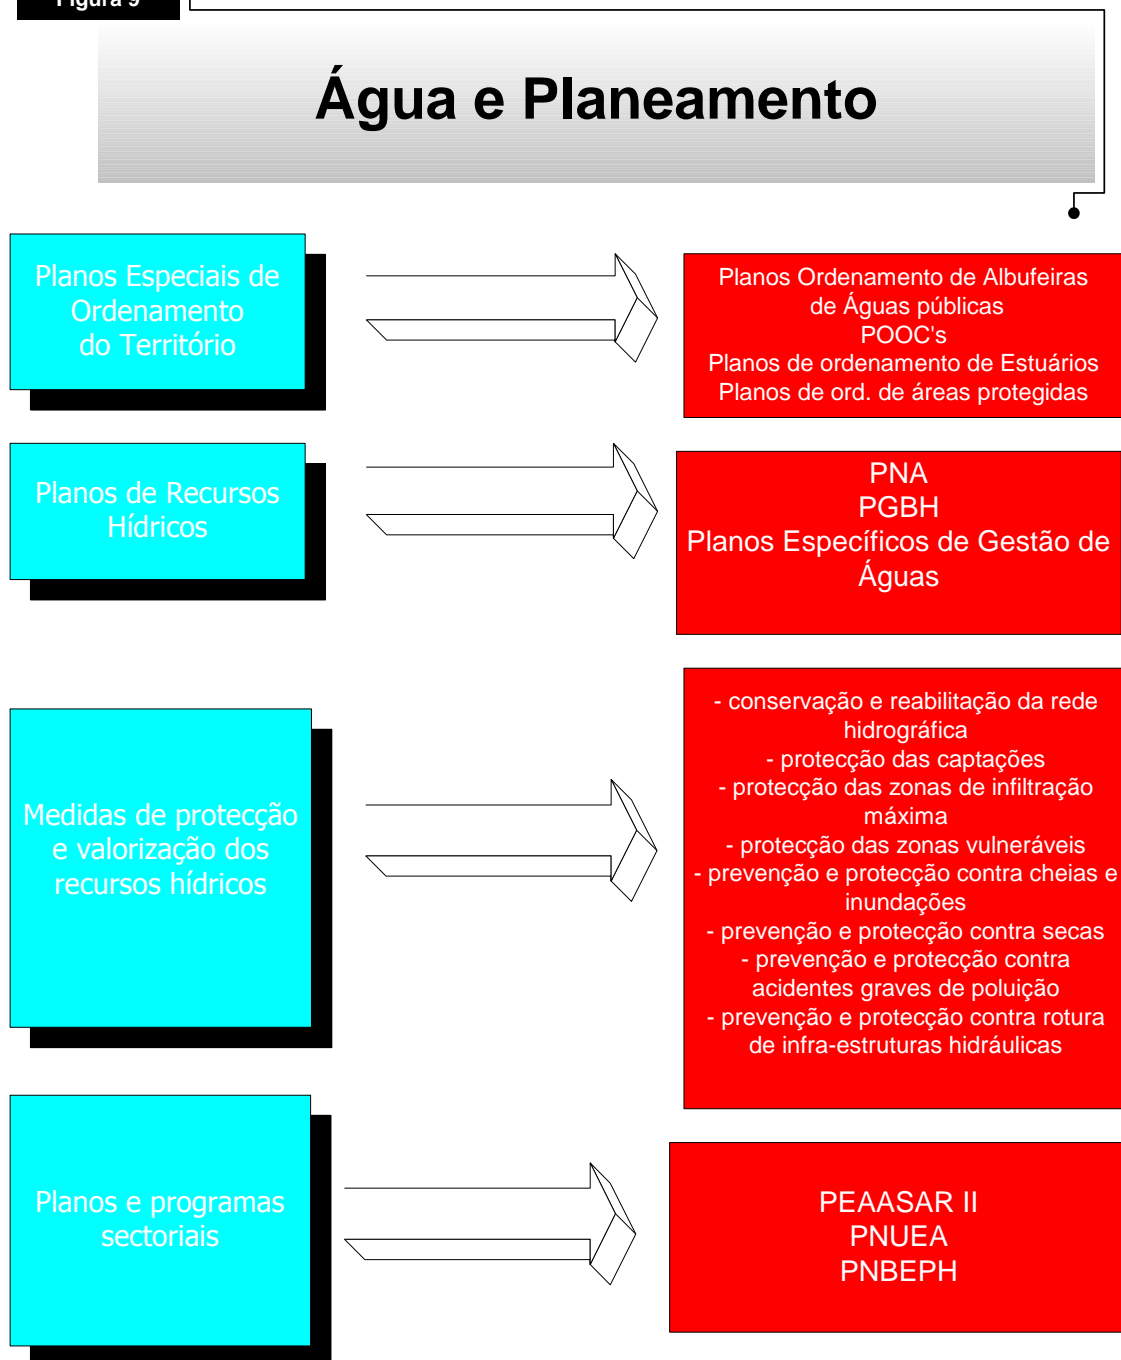 Figura 9
Água e Planeamento
Planos Especiais de
Ordenamento
do Território
Planos Ordenamento de Albufeiras
de Águas públicas
POOC's
Planos de ordenamento de Estuários
Planos de ord. de áreas protegidas
Planos de Recursos
Hídricos
PNA
PGBH
Planos Específicos de Gestão de
Águas
Medidas de protecção
e valorização dos
recursos hídricos
- conservação e reabilitação da rede
hidrográfica
- protecção das captações
- protecção das zonas de infiltração
máxima
- protecção das zonas vulneráveis
- prevenção e protecção contra cheias e
inundações
- prevenção e protecção contra secas
- prevenção e protecção contra
acidentes graves de poluição
- prevenção e protecção contra rotura
de infra-estruturas hidráulicas
Planos e programas
sectoriais
PEAASAR II
PNUEA
PNBEPH